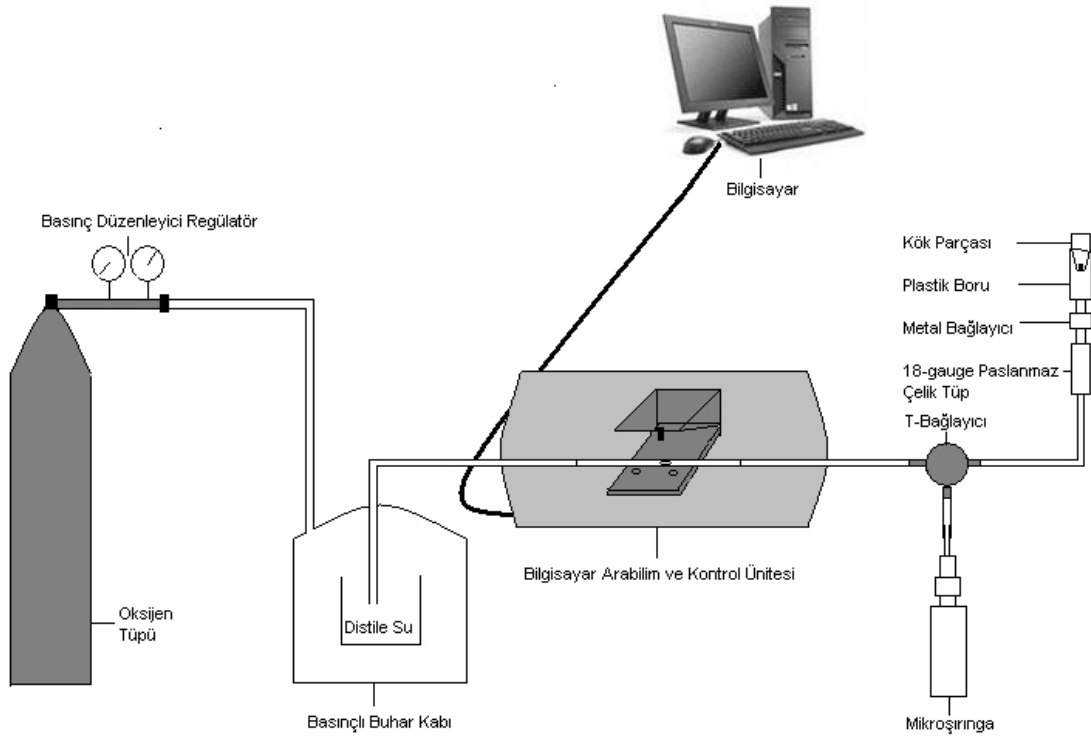 Bilgisayar
Basınç Düzenleyici Regülatör
Kök Parçası
Plastik Boru
Metal Bağlayıcı
18-gauge Paslanmaz
Çelik Tüp
T-Bağlayıcı
Bilgisayar Arabilim ve Kontrol Ünitesi
Oksijen
Tüpü
Distile Su
Basınçlı Buhar Kabı
Mikroşırınga